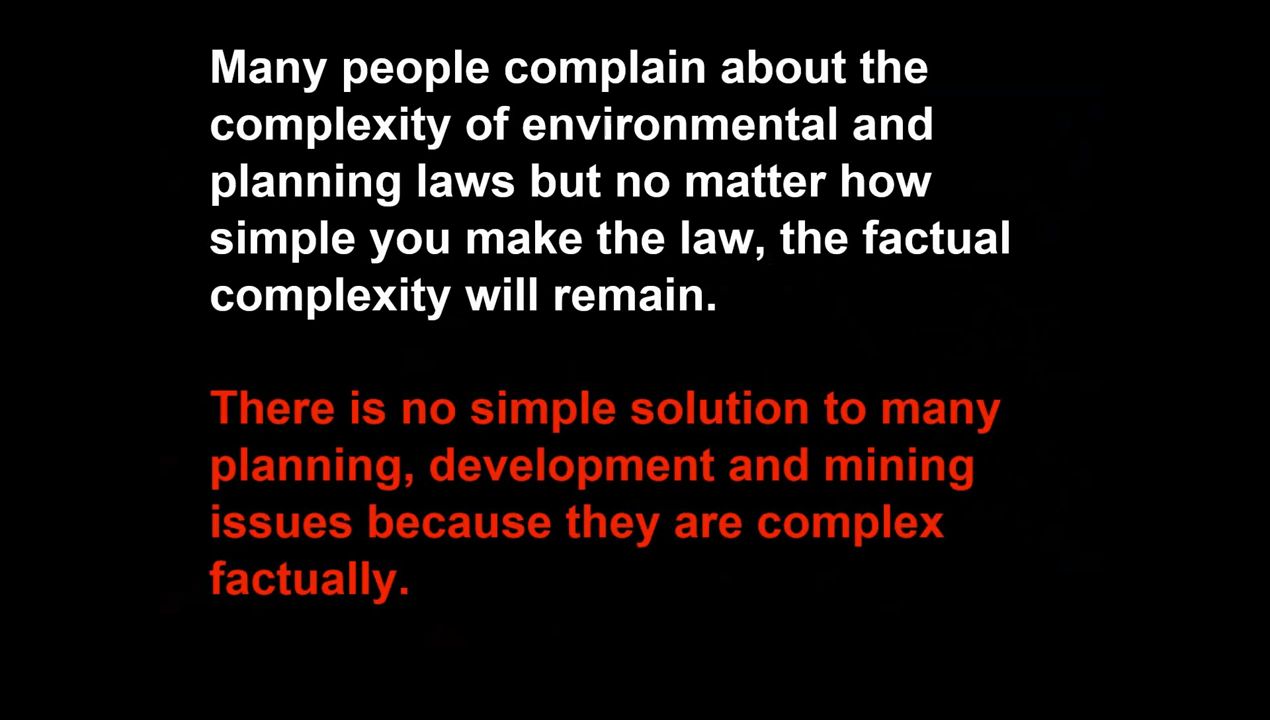 Many people complain about the
complexity of environmental and
planning laws but no matter how
simple you make the law, the factual
complexity will remain.
There is no simple solution to many
planning, development and mining
issues because they are complex
factually.